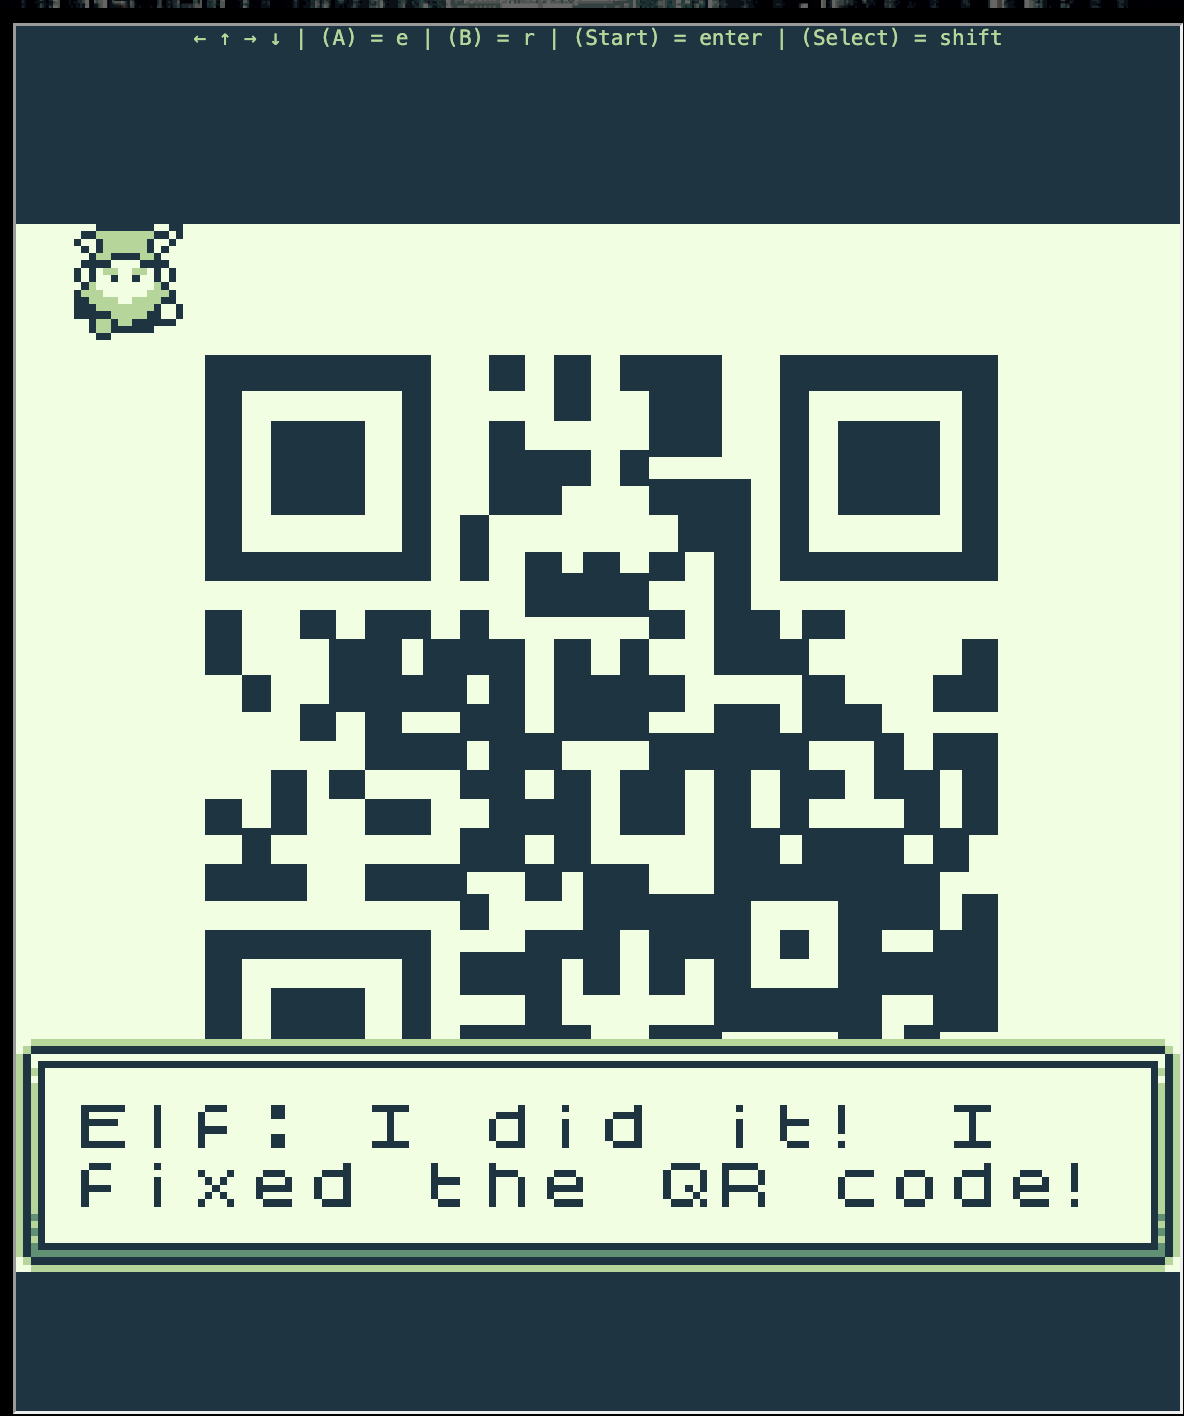 ← ↑ → ↓ | (A) = e | (B) = r | (Start) = enter | (Select) = shift
Elf: I did it! I
fixed the QR code!